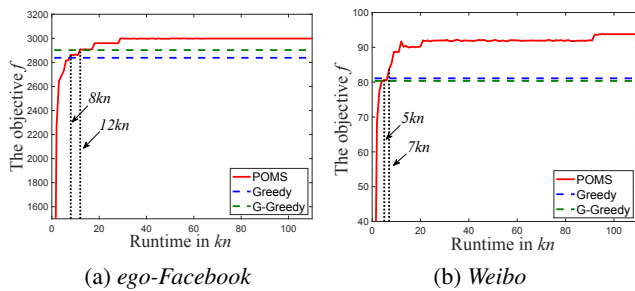 3000
2800
2600
2400
2200
2000
1800
1600
The objective f
8kn
12kn
POMS
Greedy
G-Greedy
0 20 40 60 80 100
Runtime in kn
(a) ego-Facebook
100
90
80
70
60
50
40
The objective f
5kn
7kn
POMS
Greedy
G-Greedy
0 20 40 60 80 100
Runtime in kn
(b) Weibo